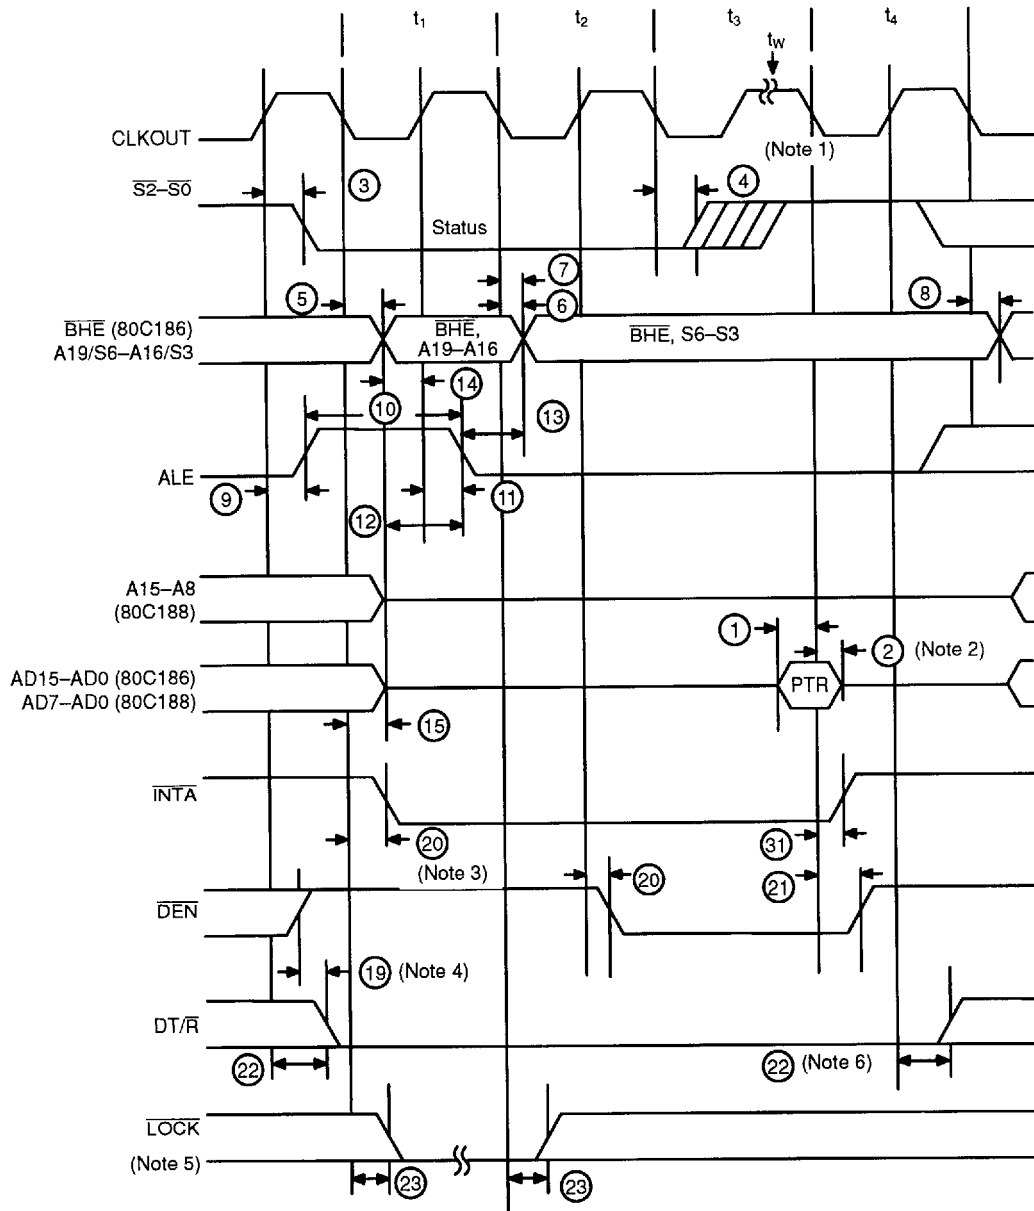 t1 t2 t3 t4
tW
CLKOUT
(Note 1)
S2–S0
3
4
Status
7
5
6
8
BHE (80C186)
A19/S6–A16/S3
BHE,
A19–A16
BHE, S6–S3
14
10
13
ALE
9
11
12
A15–A8
(80C188)
1
2 (Note 2)
AD15–AD0 (80C186)
AD7–AD0 (80C188)
PTR
15
INTA
20
31
(Note 3)
20
21
DEN
19 (Note 4)
DT/R
22
22 (Note 6)
LOCK
(Note 5)
23
23